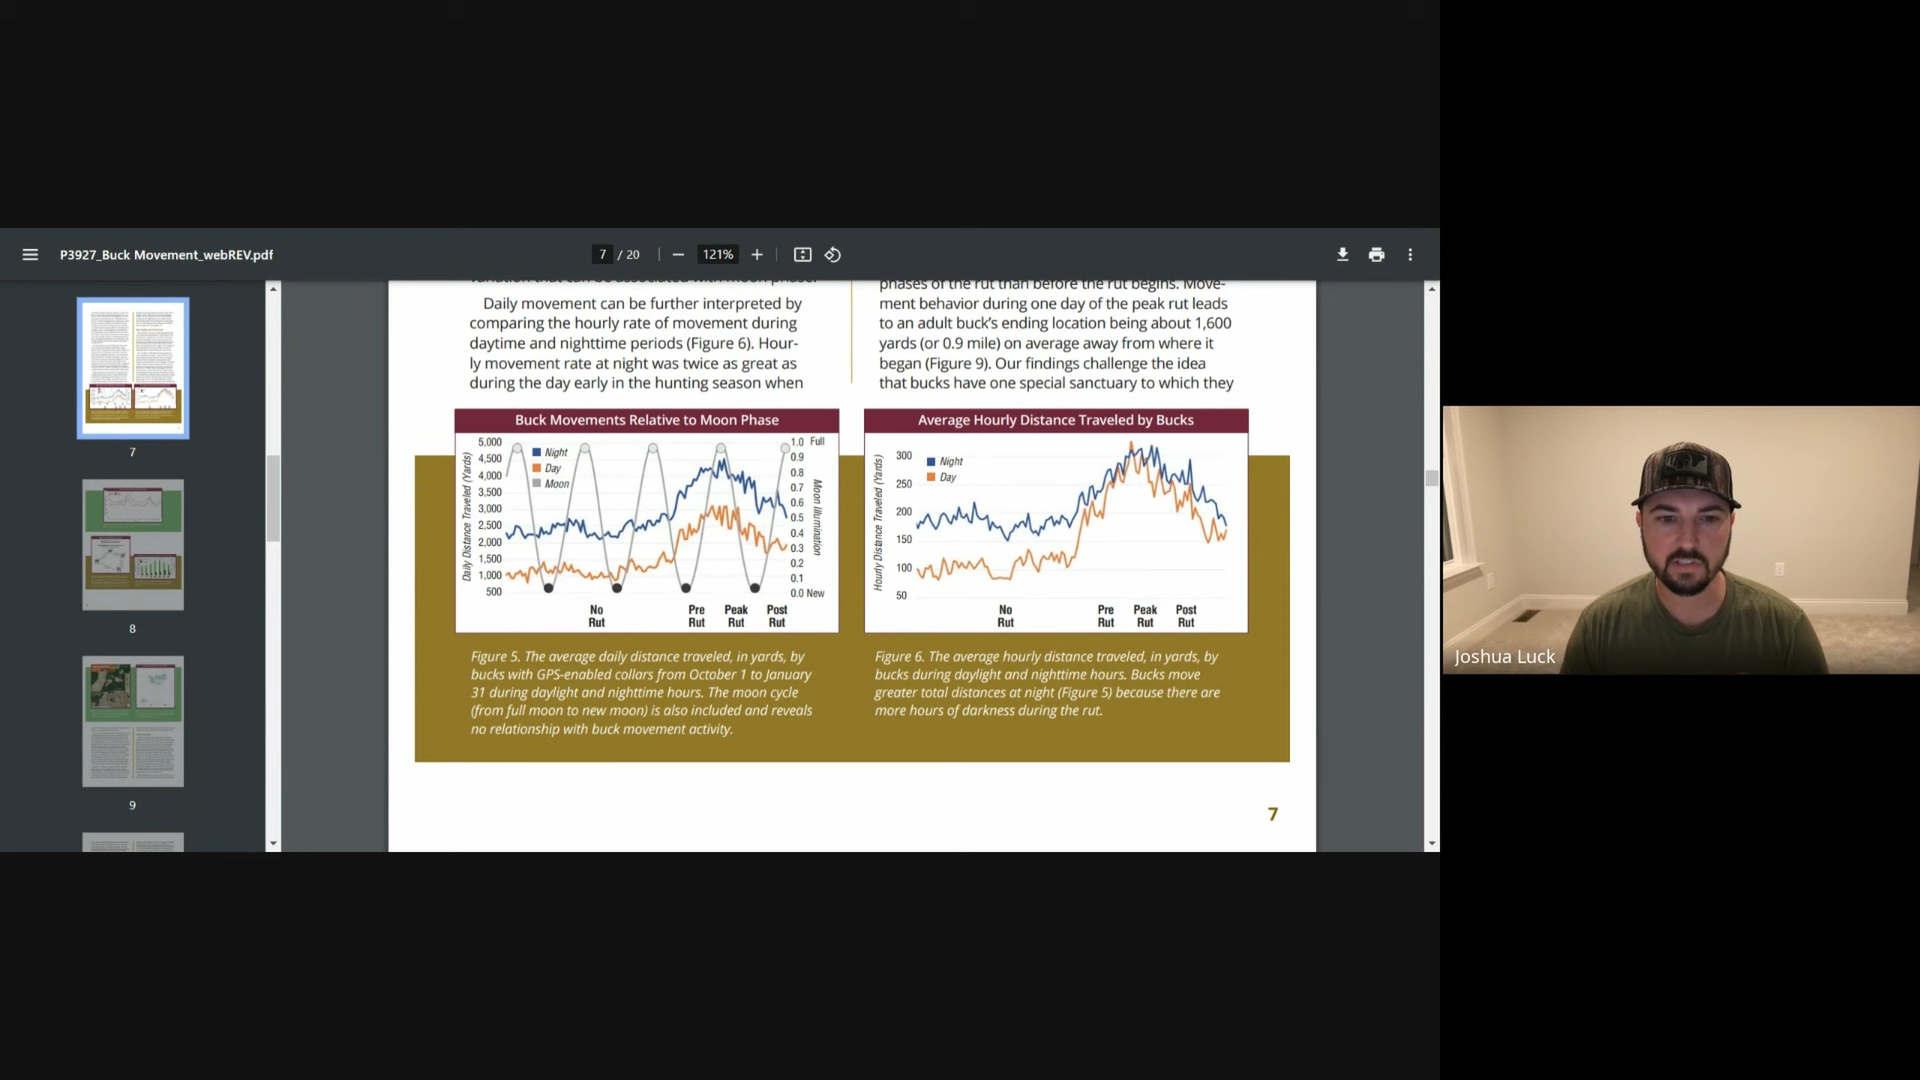 P3927_Buck Movement_webREV.pdf
7 / 20
121%
7
8
9
Daily movement can be further interpreted by
comparing the hourly rate of movement during
daytime and nighttime periods (Figure 6). Hour-
ly movement rate at night was twice as great as
during the day early in the hunting season when
phases of the rut than before the rut begins. Move-
ment behavior during one day of the peak rut leads
to an adult buck's ending location being about 1,600
yards (or 0.9 mile) on average away from where it
began (Figure 9). Our findings challenge the idea
that bucks have one special sanctuary to which they
Buck Movements Relative to Moon Phase
Daily Distance Traveled (Yards)
5,000
4,500
4,000
3,500
3,000
2,500
2,000
1,500
1,000
500
Night
Day
Moon
1.0 Full
0.9
0.8
0.7
0.6
0.5
0.4
0.3
0.2
0.1
0.0 New
Moon Illumination
No
Rut
Pre
Rut
Peak
Rut
Post
Rut
Average Hourly Distance Traveled by Bucks
Hourly Distance Traveled (Yards)
300
250
200
150
100
50
Night
Day
No
Rut
Pre
Rut
Peak
Rut
Post
Rut
Figure 5. The average daily distance traveled, in yards, by
bucks with GPS-enabled collars from October 1 to January
31 during daylight and nighttime hours. The moon cycle
(from full moon to new moon) is also included and reveals
no relationship with buck movement activity.
Figure 6. The average hourly distance traveled, in yards, by
bucks during daylight and nighttime hours. Bucks move
greater total distances at night (Figure 5) because there are
more hours of darkness during the rut.
7
Joshua Luck